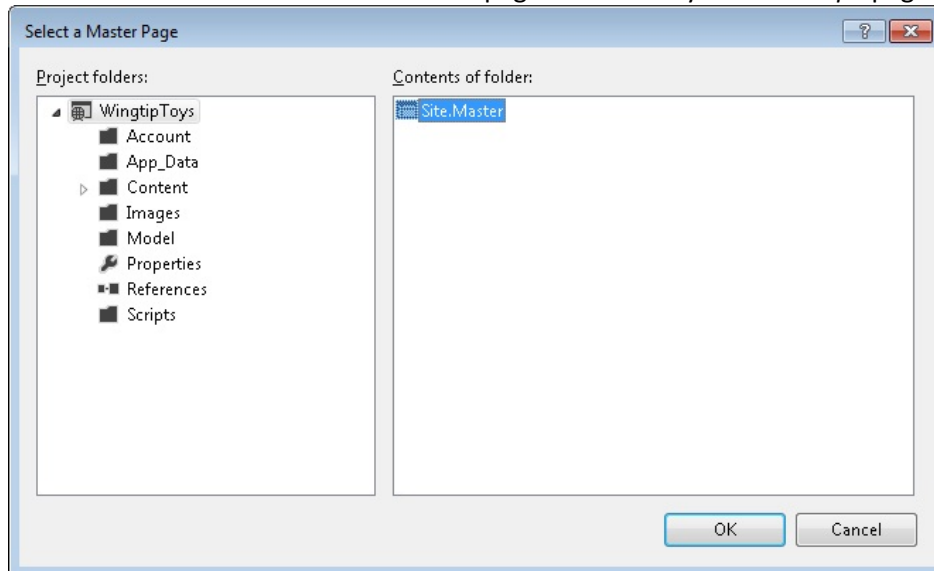 Select a Master Page
Project folders:
Contents of folder:
WingtipToys
Account
App_Data
Content
Images
Model
Properties
References
Scripts
Site.Master
OK
Cancel